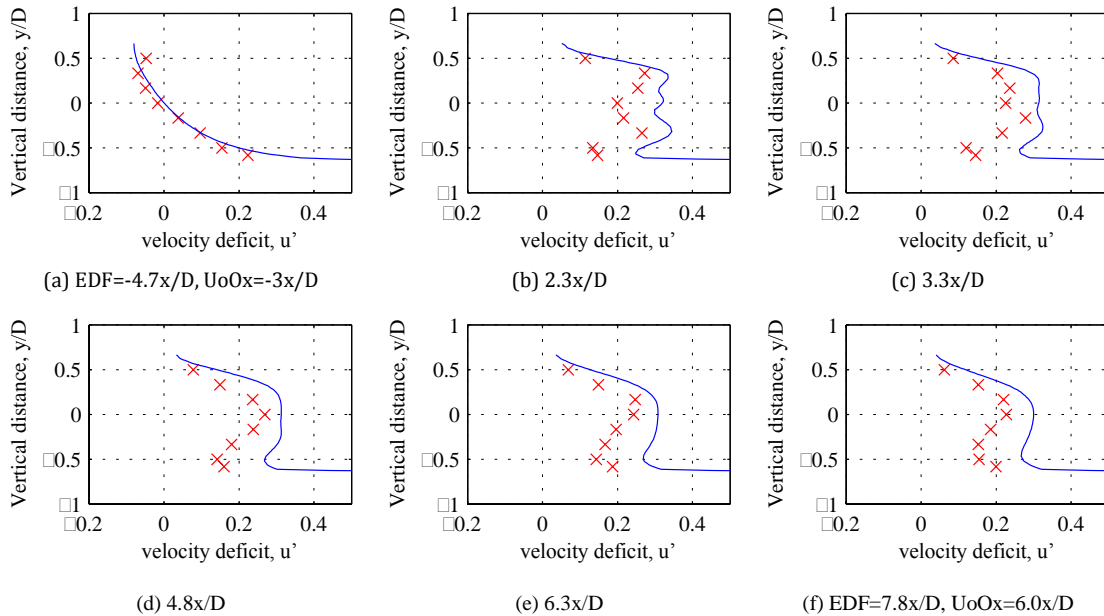 1
0.5
0
□0.5
□1
□0.2 0 0.2 0.4
Vertical distance, y/D
velocity deficit, u’
(a) EDF=-4.7x/D, UoOx=-3x/D
1
0.5
0
□0.5
□1
□0.2 0 0.2 0.4
Vertical distance, y/D
velocity deficit, u’
(b) 2.3x/D
1
0.5
0
□0.5
□1
□0.2 0 0.2 0.4
Vertical distance, y/D
velocity deficit, u’
(c) 3.3x/D
1
0.5
0
□0.5
□1
□0.2 0 0.2 0.4
Vertical distance, y/D
velocity deficit, u’
(d) 4.8x/D
1
0.5
0
□0.5
□1
□0.2 0 0.2 0.4
Vertical distance, y/D
velocity deficit, u’
(e) 6.3x/D
1
0.5
0
□0.5
□1
□0.2 0 0.2 0.4
Vertical distance, y/D
velocity deficit, u’
(f) EDF=7.8x/D, UoOx=6.0x/D